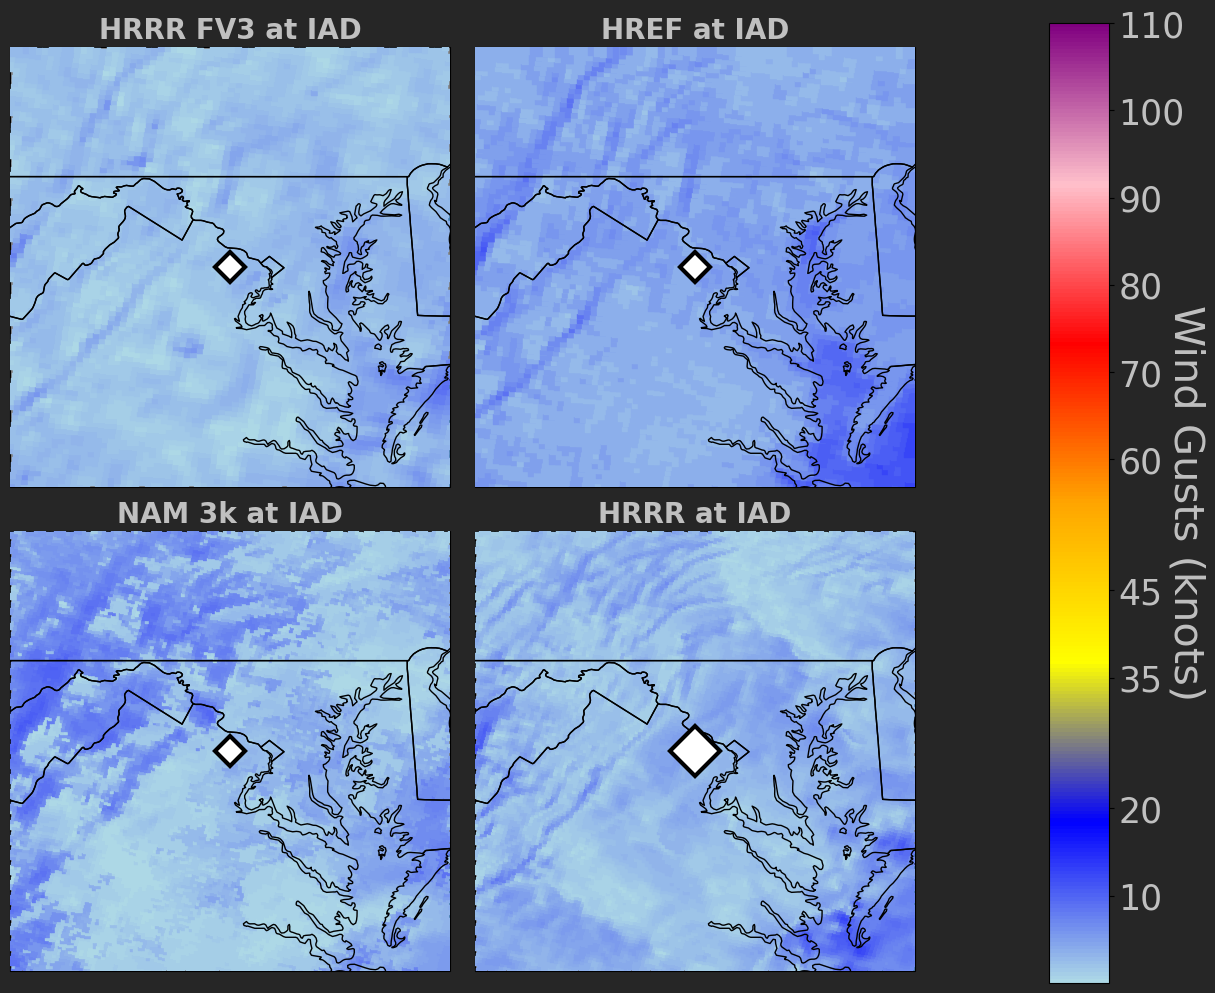 HRRR FV3 at IAD
HREF at IAD
NAM 3k at IAD
HRRR at IAD
110
100
90
80
70
60
45
35
20
10
Wind Gusts (knots)